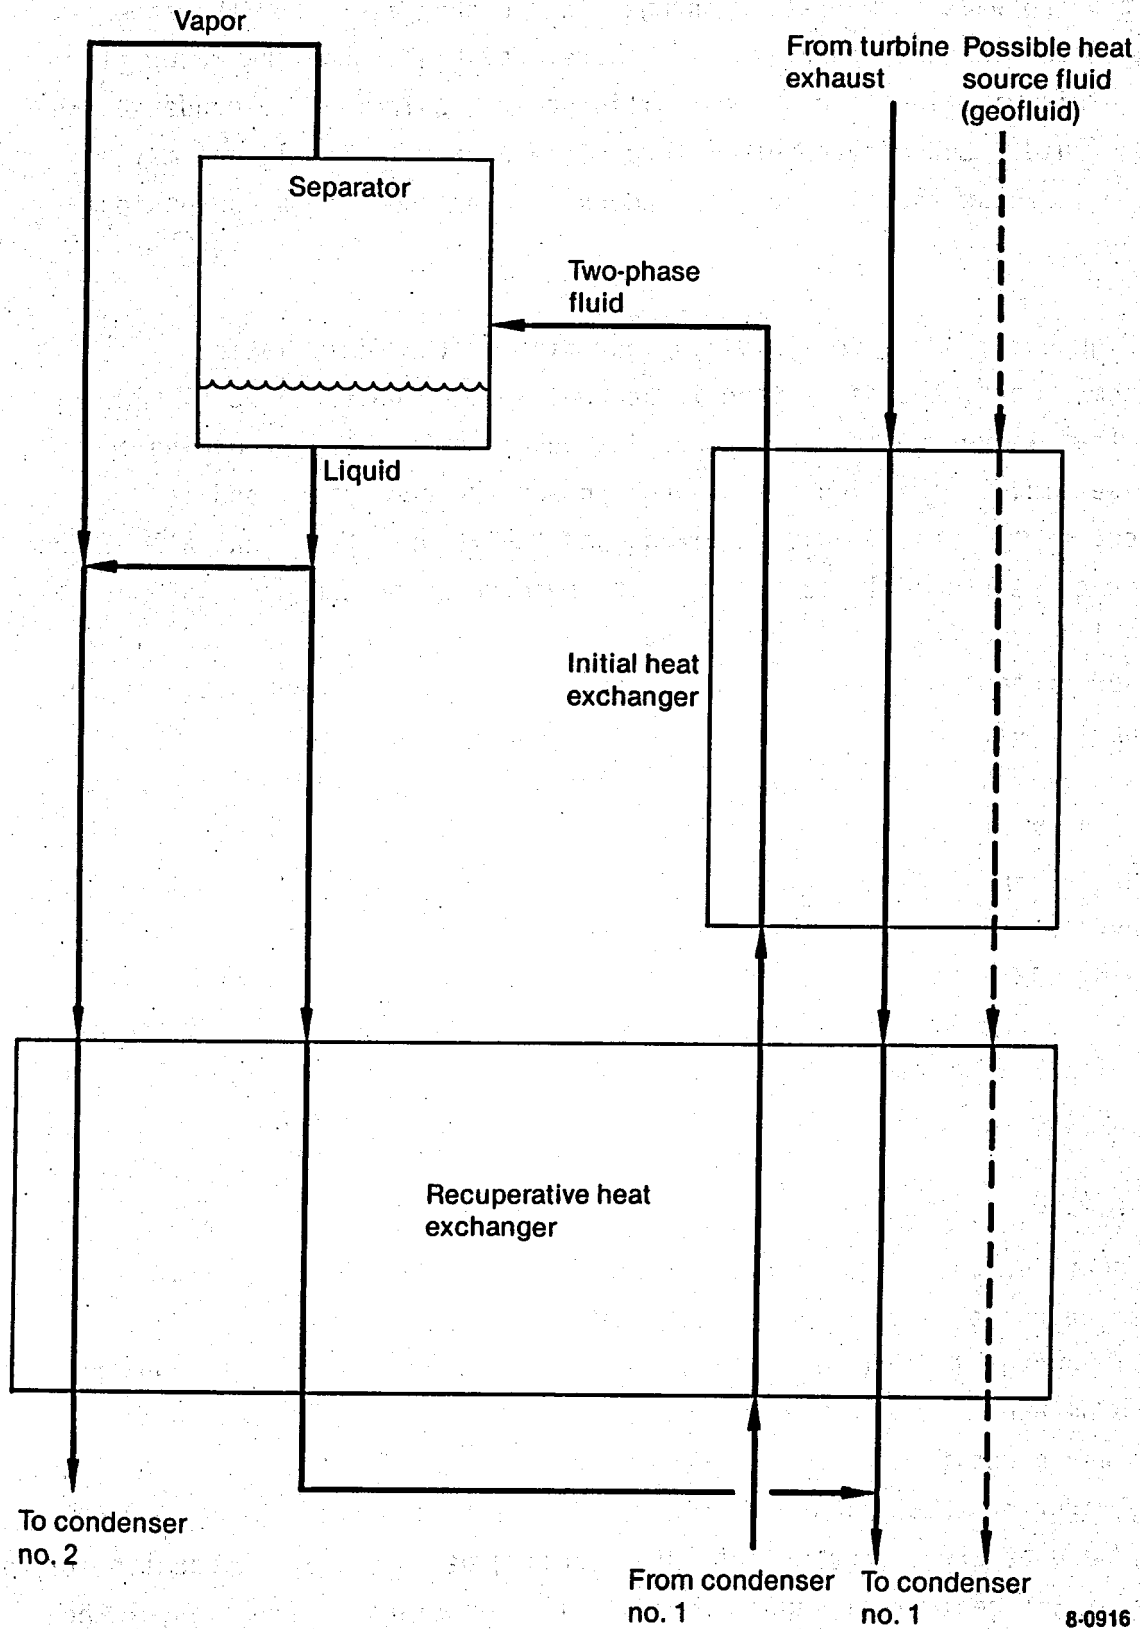 Vapor
From turbine
exhaust
Possible heat
source fluid
(geofluid)
Separator
Two-phase
fluid
Liquid
Initial heat
exchanger
Recuperative heat
exchanger
To condenser
no. 2
From condenser
no. 1
To condenser
no. 1
8-0916